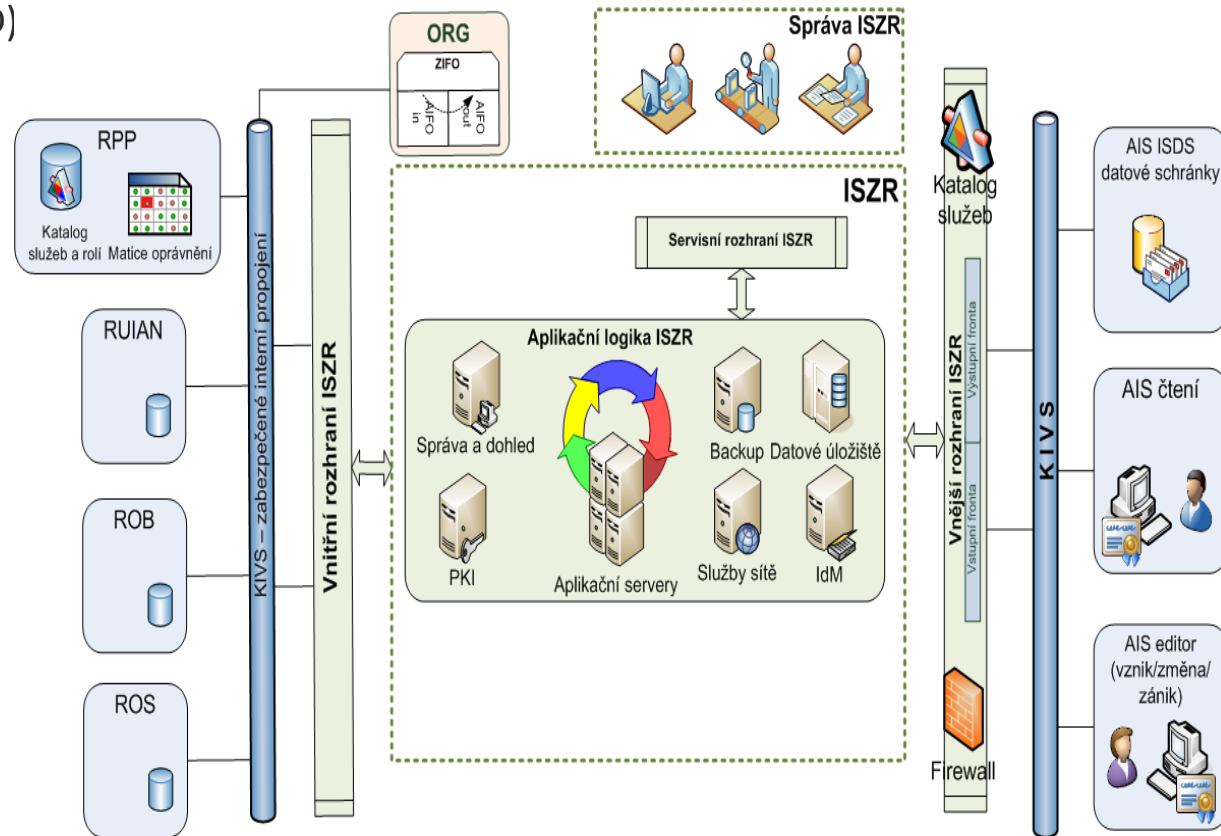 ORG
ZIFO
AIFO
in
AIFO
out
Správa ISZR
RPP
Katalog
služeb a rolí
Matice oprávnění
RUIAN
ROB
ROS
KIVS – zabezpečené interní propojení
Vnitřní rozhraní ISZR
ISZR
Servisní rozhraní ISZR
Aplikační logika ISZR
Správa a dohled
Backup
Datové úložiště
PKI
Aplikační servery
Služby sítě
IdM
Katalog
služeb
Vnější rozhraní ISZR
Výstupní fronta
Vstupní fronta
Firewall
K I V S
AIS ISDS
datové schránky
AIS čtení
AIS editor
(vznik/změna/
zánik)